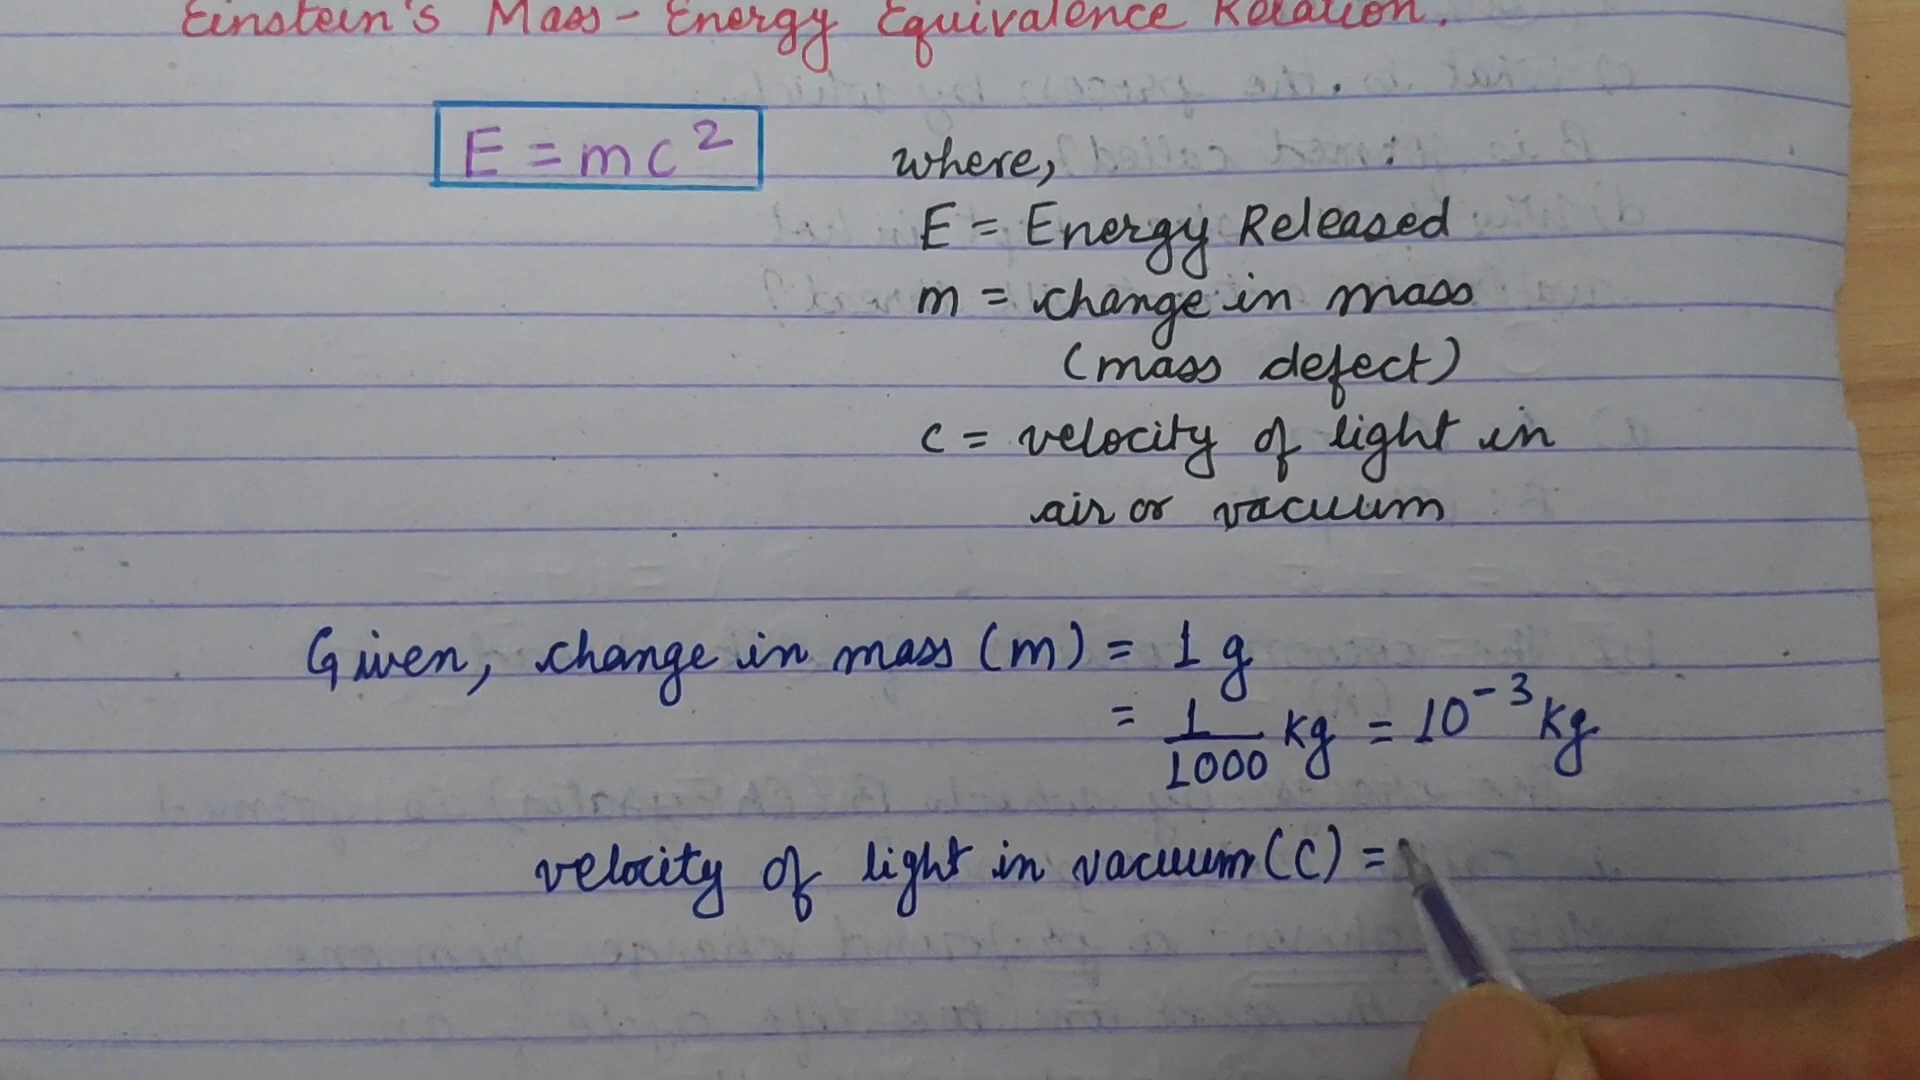 Einstein's Mass-Energy Equivalence Relation.
E = mc²
where,
E = Energy Released
m = change in mass
(mass defect)
c = velocity of light in
air or vacuum
Given, change in mass (m) = 1 g
= 1/1000 kg = 10⁻³ kg
velocity of light in vacuum (c) =